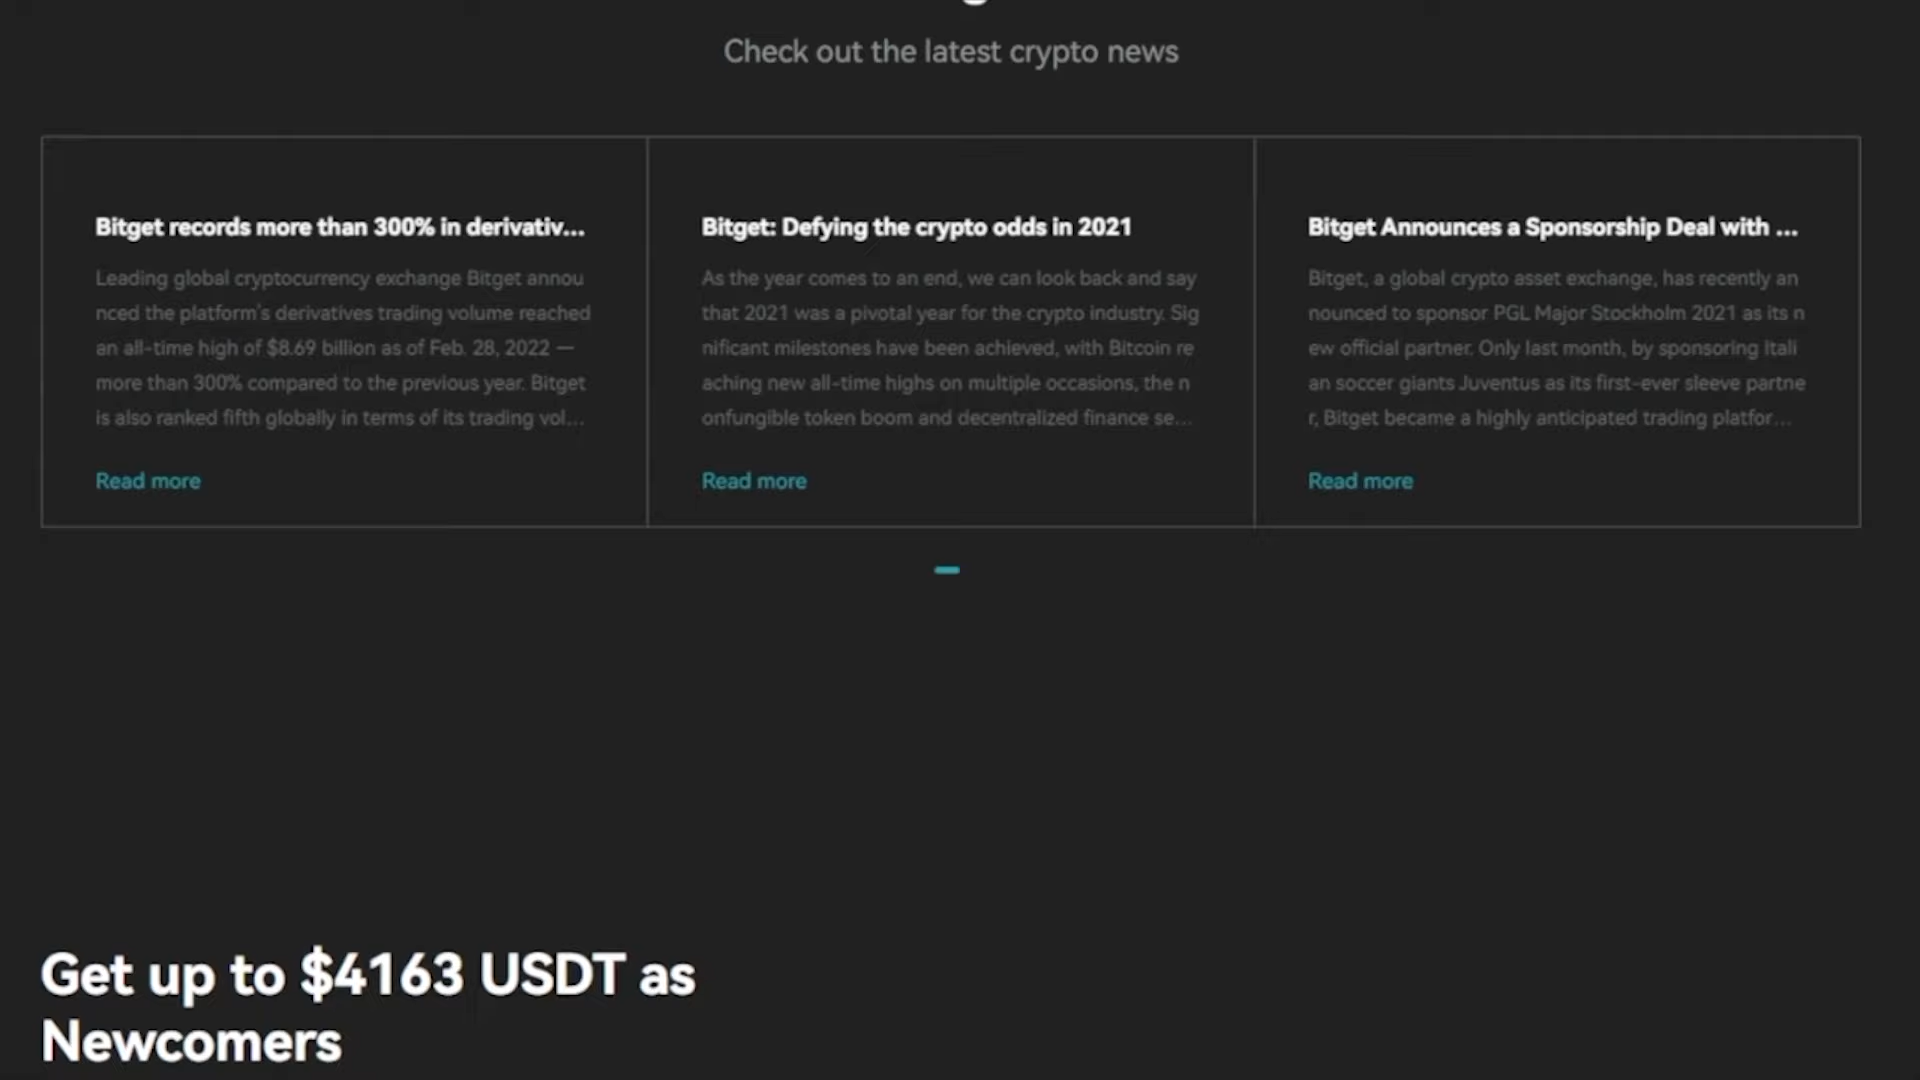 Check out the latest crypto news
Bitget records more than 300% in derivativ...
Leading global cryptocurrency exchange Bitget annou
nced the platform's derivatives trading volume reached
an all-time high of $8.69 billion as of Feb. 28, 2022 —
more than 300% compared to the previous year. Bitget
is also ranked fifth globally in terms of its trading vol...
Read more
Bitget: Defying the crypto odds in 2021
As the year comes to an end, we can look back and say
that 2021 was a pivotal year for the crypto industry. Sig
nificant milestones have been achieved, with Bitcoin re
aching new all-time highs on multiple occasions, the n
onfungible token boom and decentralized finance se...
Read more
Bitget Announces a Sponsorship Deal with ...
Bitget, a global crypto asset exchange, has recently an
nounced to sponsor PGL Major Stockholm 2021 as its n
ew official partner. Only last month, by sponsoring Itali
an soccer giants Juventus as its first-ever sleeve partne
r, Bitget became a highly anticipated trading platfor...
Read more
Get up to $4163 USDT as
Newcomers